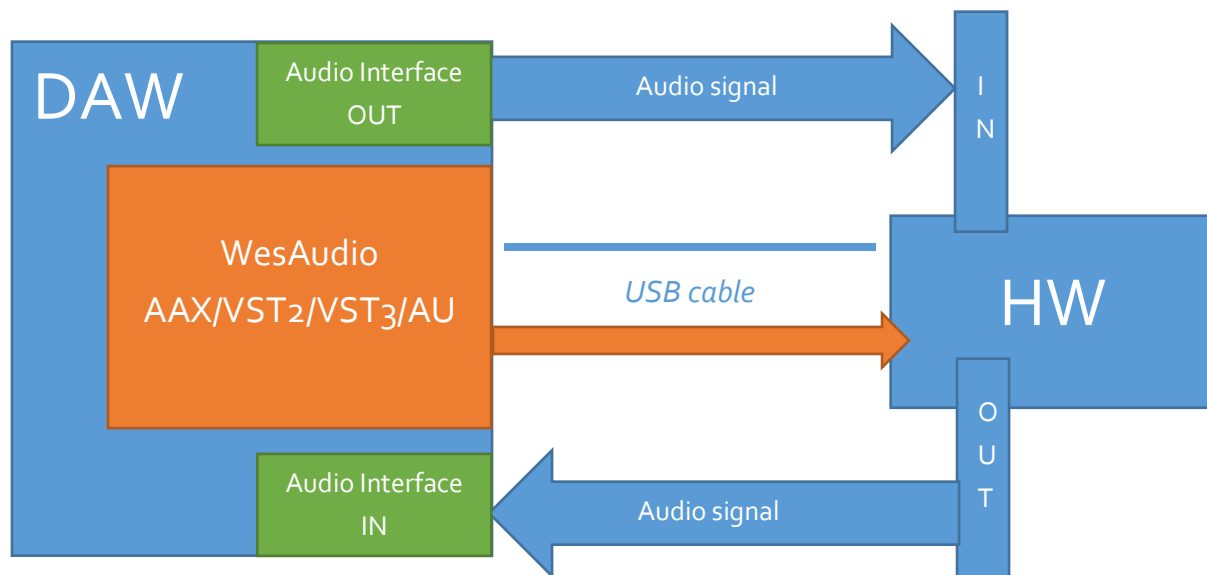 DAW
Audio Interface
OUT
Audio signal
I
N
WesAudio
AAX/VST2/VST3/AU
USB cable
HW
Audio Interface
IN
Audio signal
O
U
T